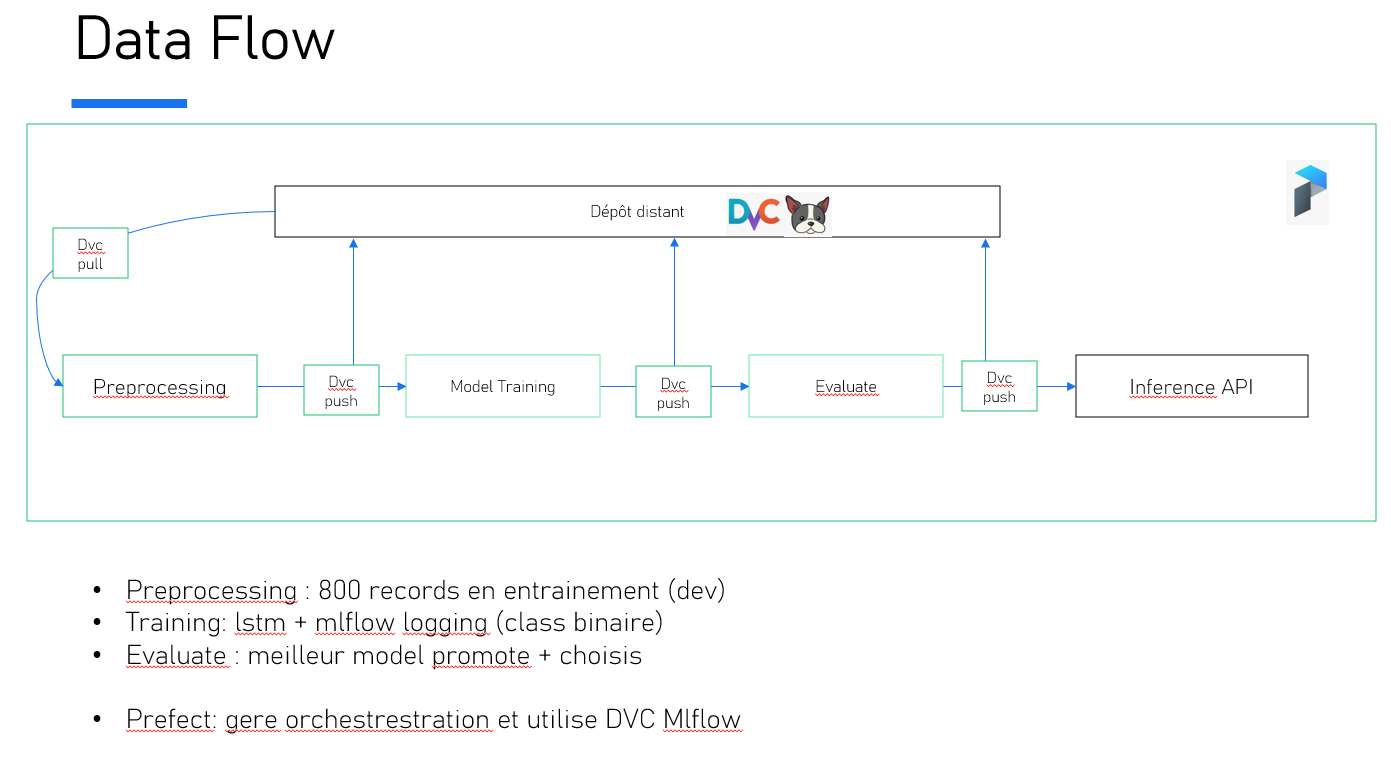 Data Flow
Dépôt distant
DVC
Dvc
pull
Preprocessing
Dvc
push
Model Training
Dvc
push
Evaluate
Dvc
push
Inference API
• Preprocessing : 800 records en entrainement (dev)
• Training: lstm + mlflow logging (class binaire)
• Evaluate : meilleur model promote + choisis
• Prefect: gere orchestrestration et utilise DVC Mlflow